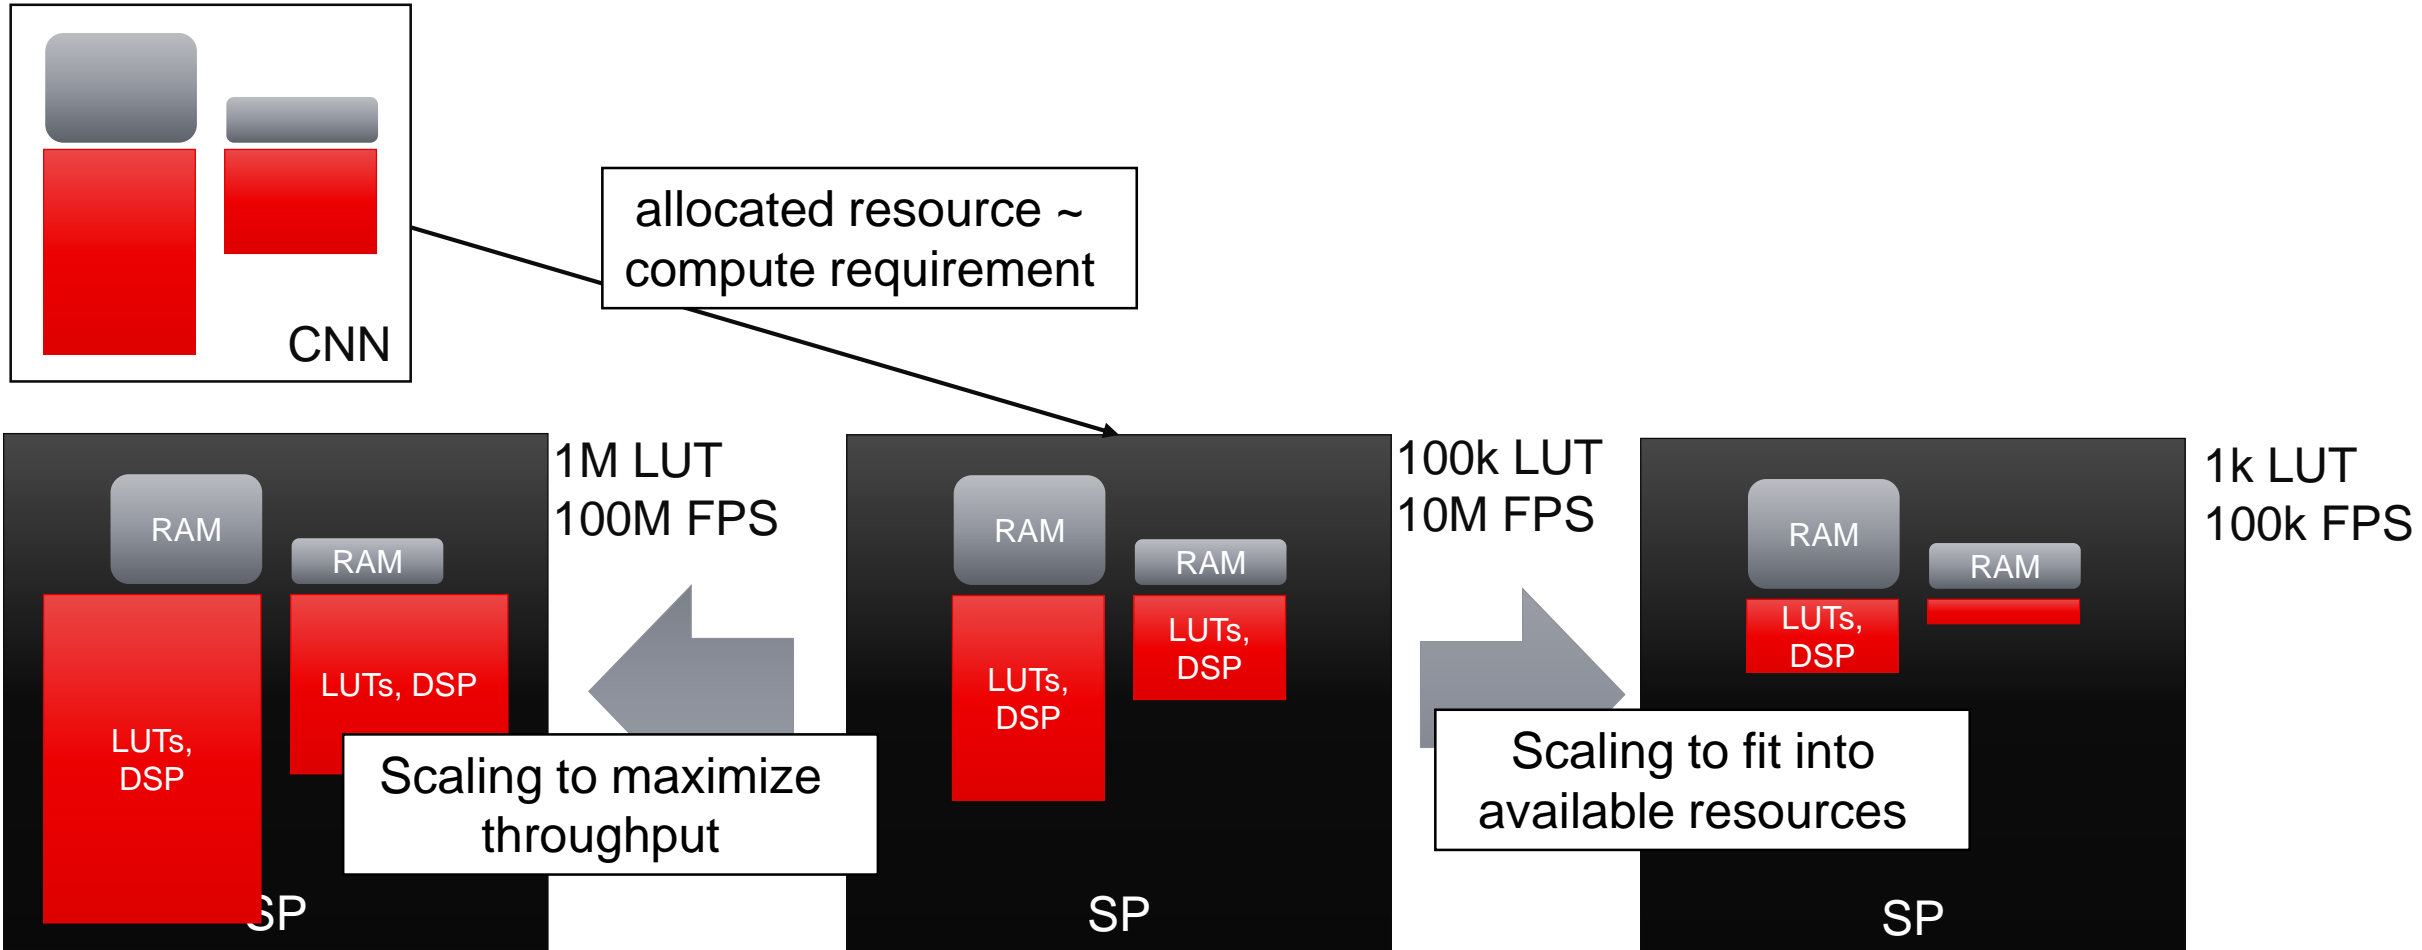 CNN
allocated resource ~
compute requirement
1M LUT
100M FPS
RAM
RAM
LUTs,
DSP
LUTs, DSP
SP
Scaling to maximize
throughput
100k LUT
10M FPS
RAM
RAM
LUTs,
DSP
LUTs,
DSP
SP
Scaling to fit into
available resources
1k LUT
100k FPS
RAM
RAM
LUTs,
DSP
SP